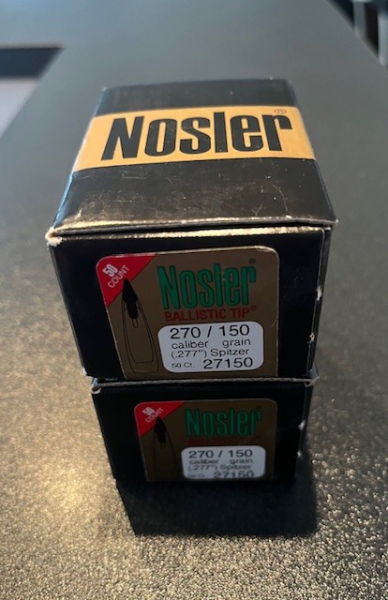 Nosler®
50
COUNT
Nosler®
BALLISTIC TIP®
270 / 150
caliber grain
(.277") Spitzer
50 Ct. 27150
Nosler
270 / 150
caliber grain
(.277") Spitzer
27150